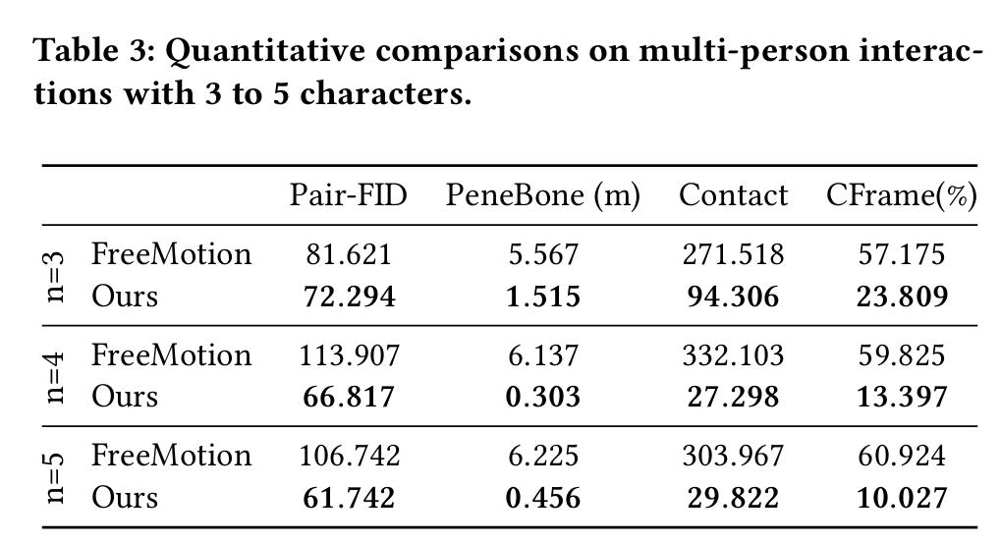 Table 3: Quantitative comparisons on multi-person interac-
tions with 3 to 5 characters.
Pair-FID PeneBone (m) Contact CFrame(%)
n=3
FreeMotion 81.621 5.567 271.518 57.175
Ours 72.294 1.515 94.306 23.809
n=4
FreeMotion 113.907 6.137 332.103 59.825
Ours 66.817 0.303 27.298 13.397
n=5
FreeMotion 106.742 6.225 303.967 60.924
Ours 61.742 0.456 29.822 10.027